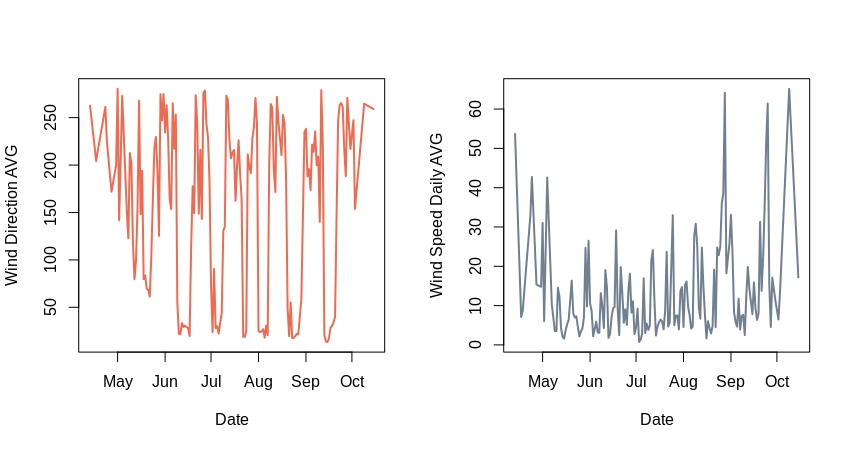 Wind Direction AVG
250
200
150
100
50
May Jun Jul Aug Sep Oct
Date
Wind Speed Daily AVG
60
50
40
30
20
10
0
May Jun Jul Aug Sep Oct
Date